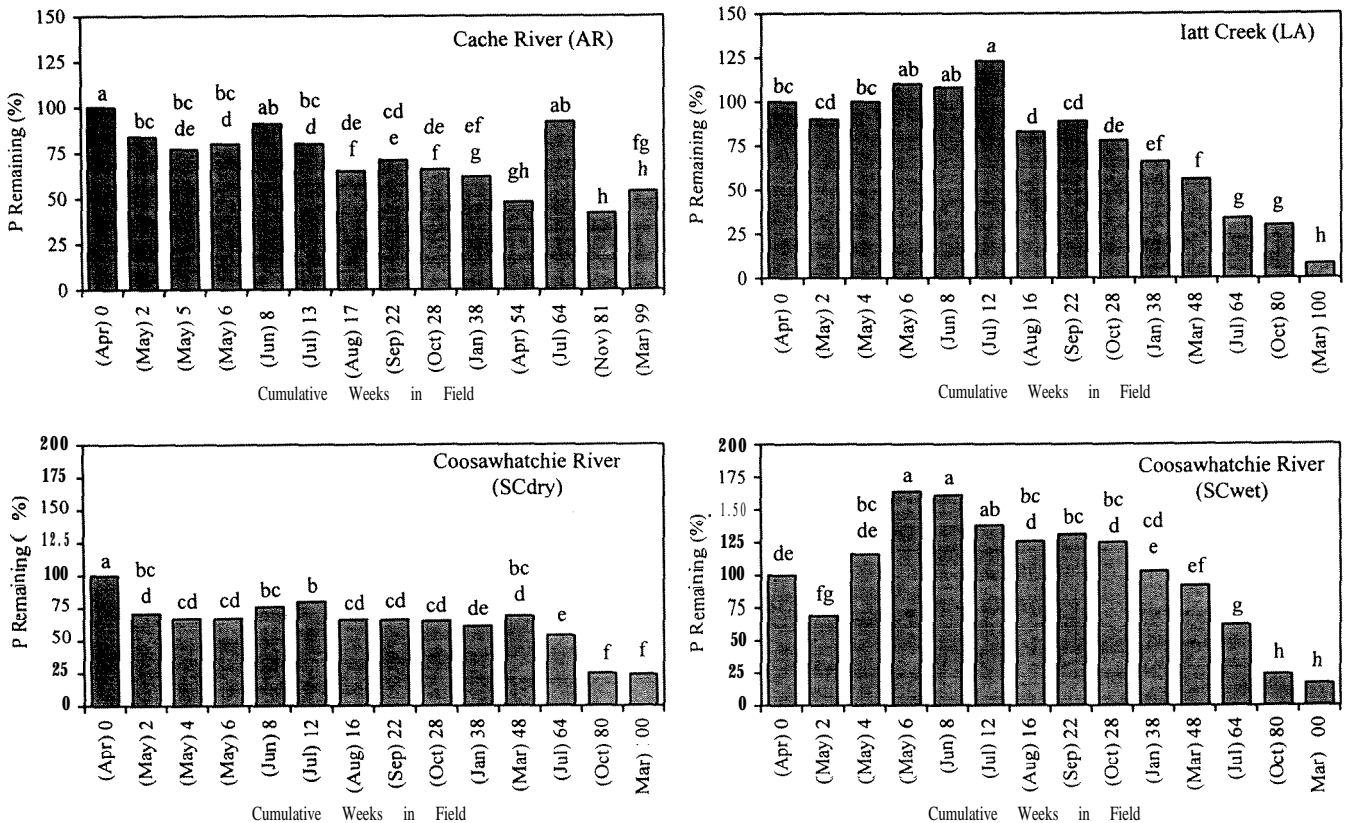 150
125
100
75
50
25
0
P Remaining (%)
Cache River (AR)
a
bc
bc
de
bc
d
ab
bc
d
de
f
cd
e
de
f
ef
g
gh
ab
h
fg
h
(Apr) 0
(May) 2
(May) 5
(May) 6
(Jun) 8
(Jul) 13
(Aug) 17
(Sep) 22
(Oct) 28
(Jan) 38
(Apr) 54
(Jul) 64
(Nov) 81
(Mar) 99
Cumulative Weeks in Field
150
125
100
75
50
25
0
P Remaining (%)
Iatt Creek (LA)
bc
cd
bc
ab
ab
a
d
cd
de
ef
f
g
g
h
(Apr) 0
(May) 2
(May) 4
(May) 6
(Jun) 8
(Jul) 12
(Aug) 16
(Sep) 22
(Oct) 28
(Jan) 38
(Mar) 48
(Jul) 64
(Oct) 80
(Mar) 100
Cumulative Weeks in Field
200
175
150
12.5
100
75
50
25
0
P Remaining ( %)
Coosawhatchie River
(SCdry)
a
bc
d
cd
cd
bc
b
cd
cd
cd
de
bc
d
e
f
f
(Apr) 0
(May) 2
(May) 4
(May) 6
(Jun) 8
(Jul) 12
(Aug) 16
(Sep) 22
(Oct) 28
(Jan) 38
(Mar) 48
(Jul) 64
(Oct) 80
Mar) :00
Cumulative Weeks in Field
200
175
1.50
125
100
75
50
25
0
P Remaining (%)
Coosawhatchie River
(SCwet)
de
fg
bc
de
a
a
ab
bc
d
bc
bc
d
cd
e
ef
g
h
h
(Apr) 0
(May) 2
(May) 4
(May) 6
(Jun) 8
(Jul) 12
(Aug) 16
(Sep) 22
(Oct) 28
(Jan) 38
(Mar) 48
(Jul) 64
(Oct) 80
Mar) 00
Cumulative Weeks in Field